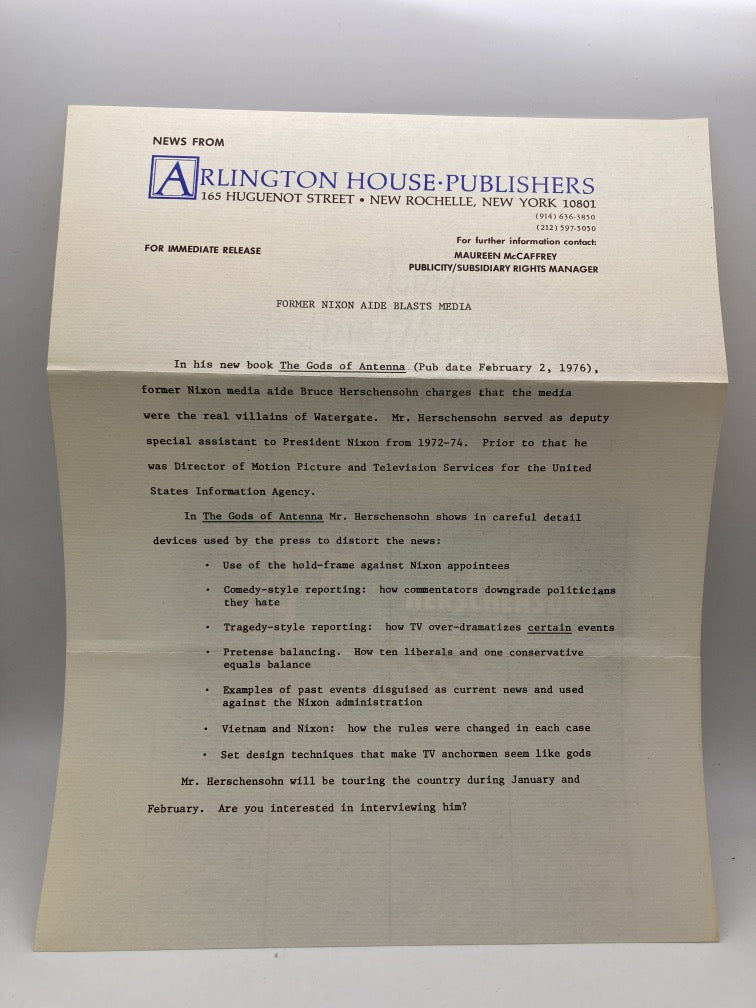 NEWS FROM
ARLINGTON HOUSE·PUBLISHERS
165 HUGUENOT STREET • NEW ROCHELLE, NEW YORK 10801
(914) 636-3850
(212) 597-5050
For further information contact:
FOR IMMEDIATE RELEASE
MAUREEN McCAFFREY
PUBLICITY/SUBSIDIARY RIGHTS MANAGER
FORMER NIXON AIDE BLASTS MEDIA
In his new book The Gods of Antenna (Pub date February 2, 1976),
former Nixon media aide Bruce Herschensohn charges that the media
were the real villains of Watergate. Mr. Herschensohn served as deputy
special assistant to President Nixon from 1972-74. Prior to that he
was Director of Motion Picture and Television Services for the United
States Information Agency.
In The Gods of Antenna Mr. Herschensohn shows in careful detail
devices used by the press to distort the news:
· Use of the hold-frame against Nixon appointees
· Comedy-style reporting: how commentators downgrade politicians
they hate
· Tragedy-style reporting: how TV over-dramatizes certain events
· Pretense balancing. How ten liberals and one conservative
equals balance
· Examples of past events disguised as current news and used
against the Nixon administration
· Vietnam and Nixon: how the rules were changed in each case
· Set design techniques that make TV anchormen seem like gods
Mr. Herschensohn will be touring the country during January and
February. Are you interested in interviewing him?